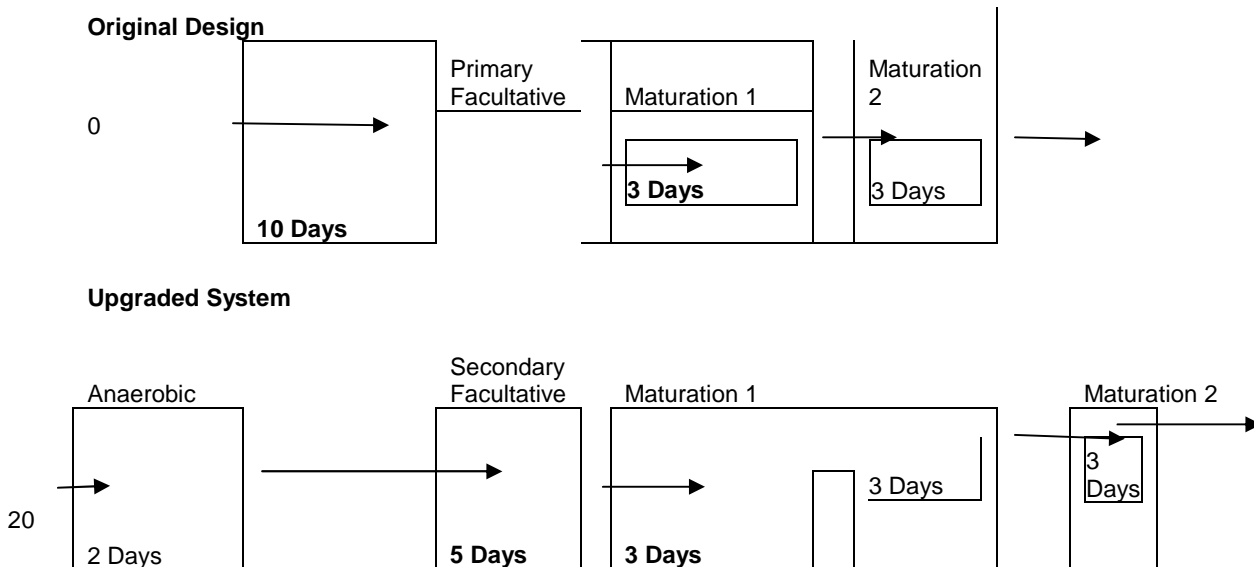 Original Design
Primary
Facultative
Maturation 1
Maturation
2
0
3 Days
3 Days
10 Days
Upgraded System
Secondary
Facultative
Anaerobic
Maturation 1
Maturation 2
3
Days
3 Days
20
2 Days
5 Days
3 Days